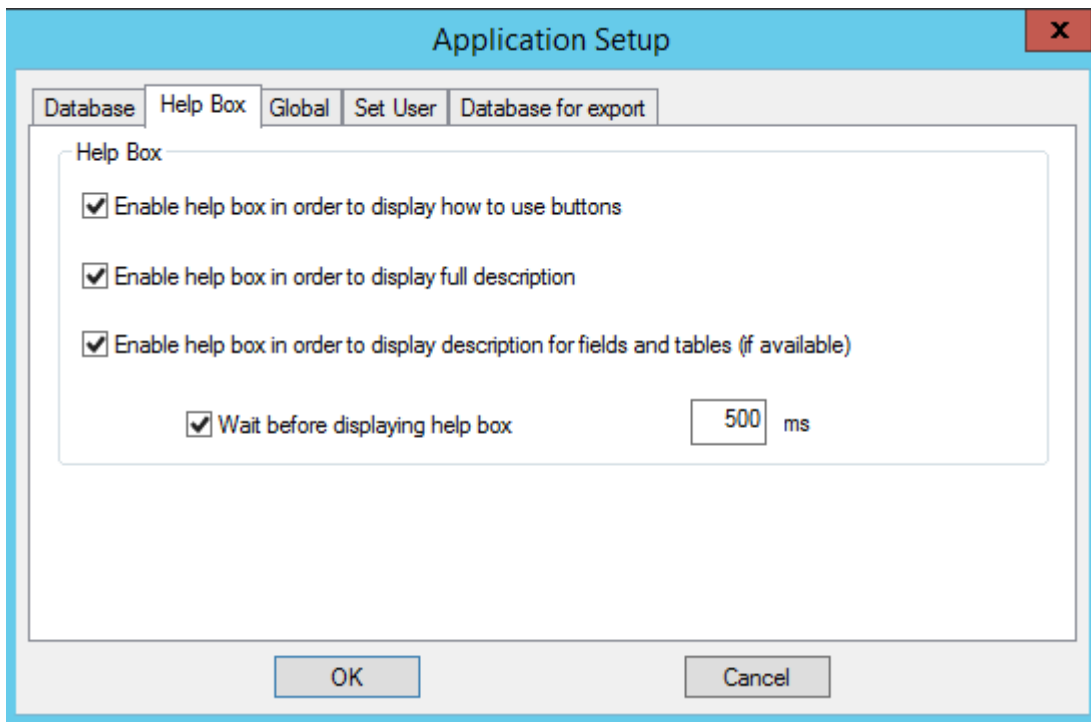 Application Setup
x
Database Help Box Global Set User Database for export
Help Box
Enable help box in order to display how to use buttons
Enable help box in order to display full description
Enable help box in order to display description for fields and tables (if available)
Wait before displaying help box 500 ms
OK Cancel